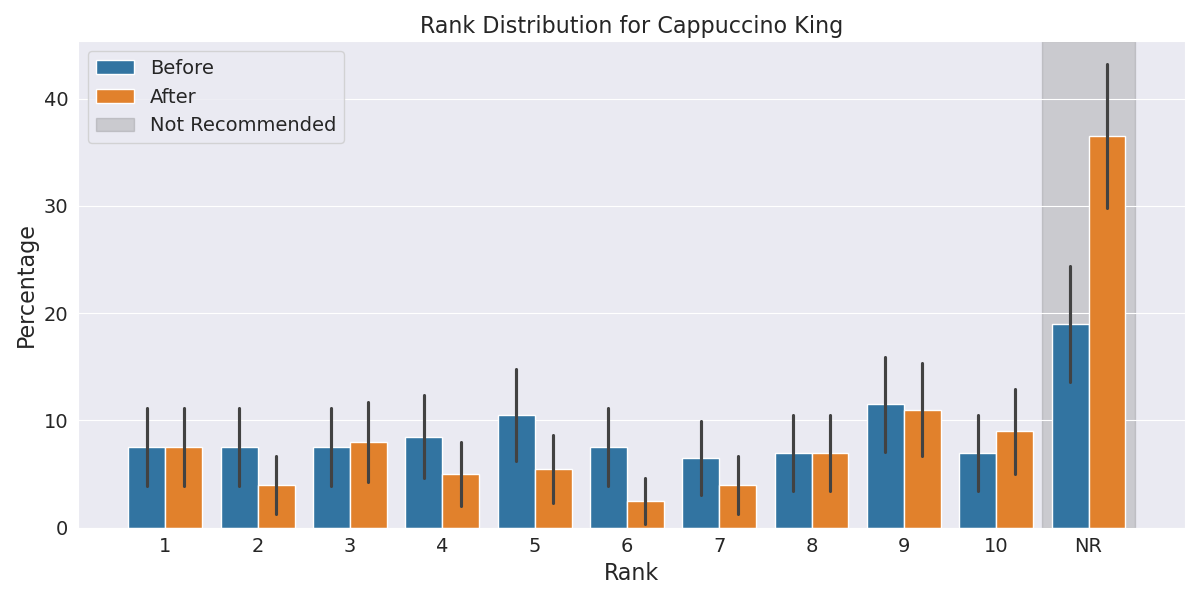 Rank Distribution for Cappuccino King
Before
After
Not Recommended
Percentage
40
30
20
10
0
1 2 3 4 5 6 7 8 9 10 NR
Rank